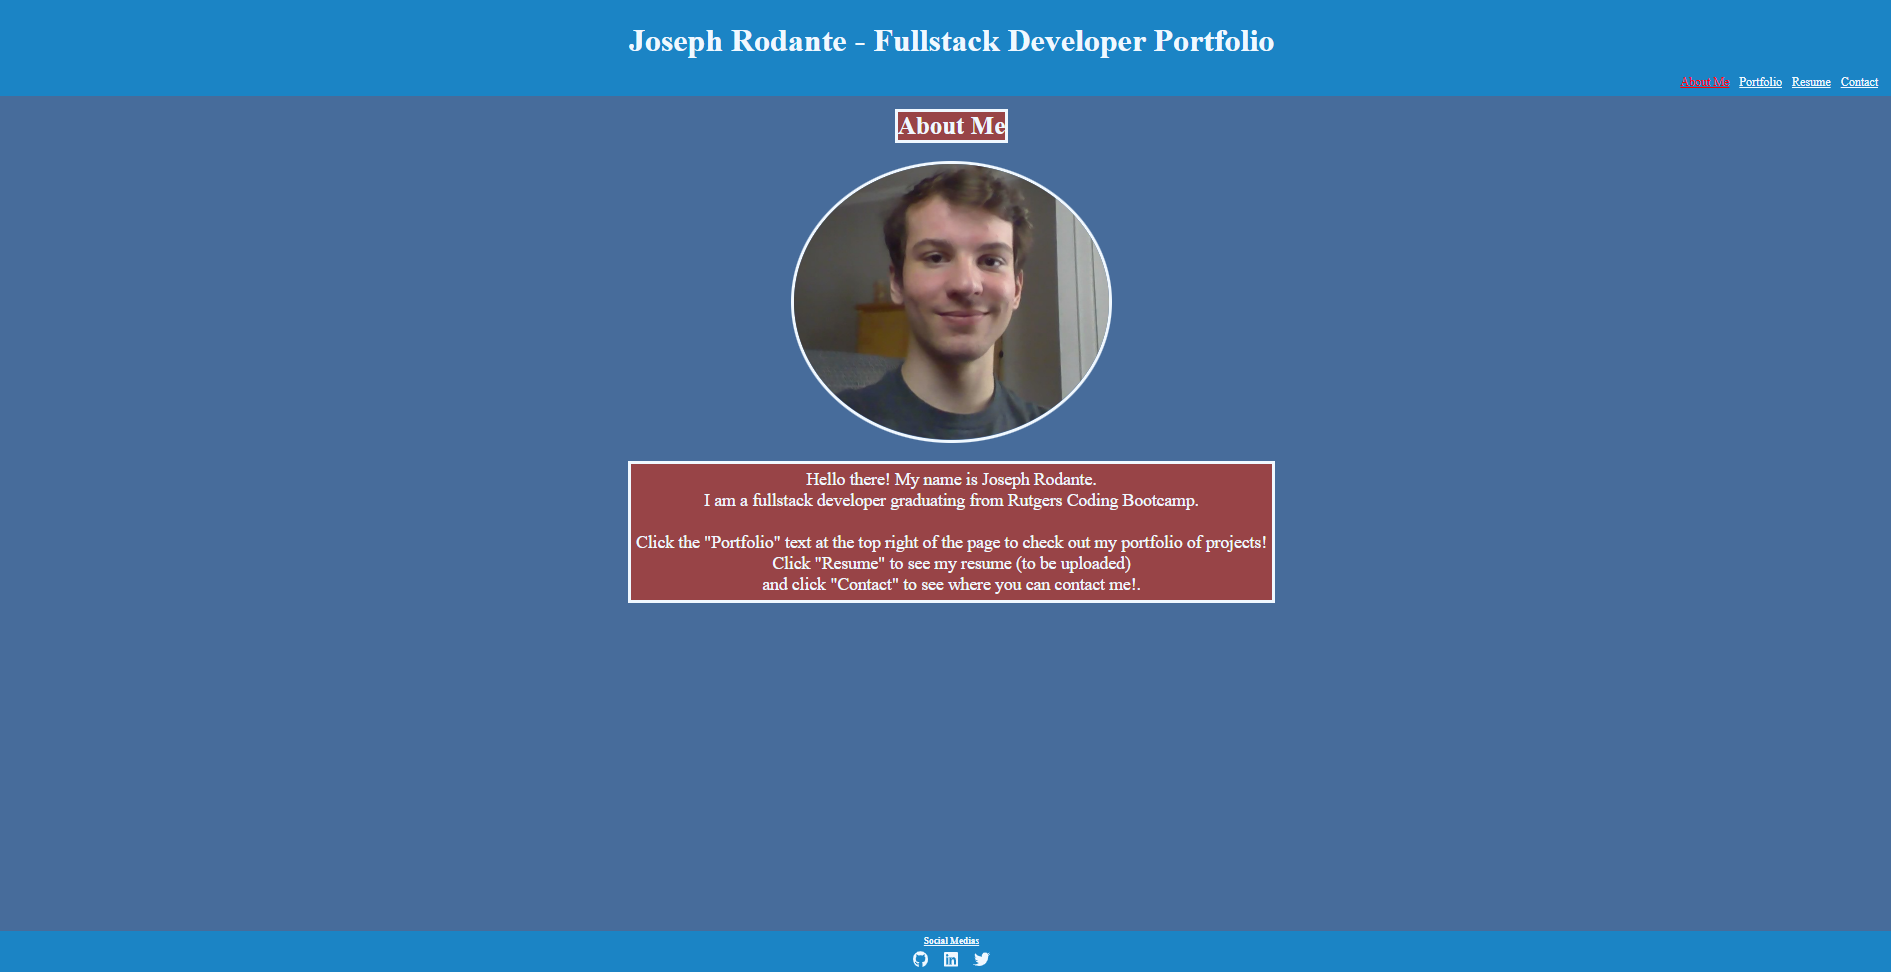 Joseph Rodante - Fullstack Developer Portfolio
About Me Portfolio Resume Contact
About Me
Hello there! My name is Joseph Rodante.
I am a fullstack developer graduating from Rutgers Coding Bootcamp.
Click the "Portfolio" text at the top right of the page to check out my portfolio of projects!
Click "Resume" to see my resume (to be uploaded)
and click "Contact" to see where you can contact me!.
Social Medias
in